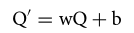 Q′ = wQ + b